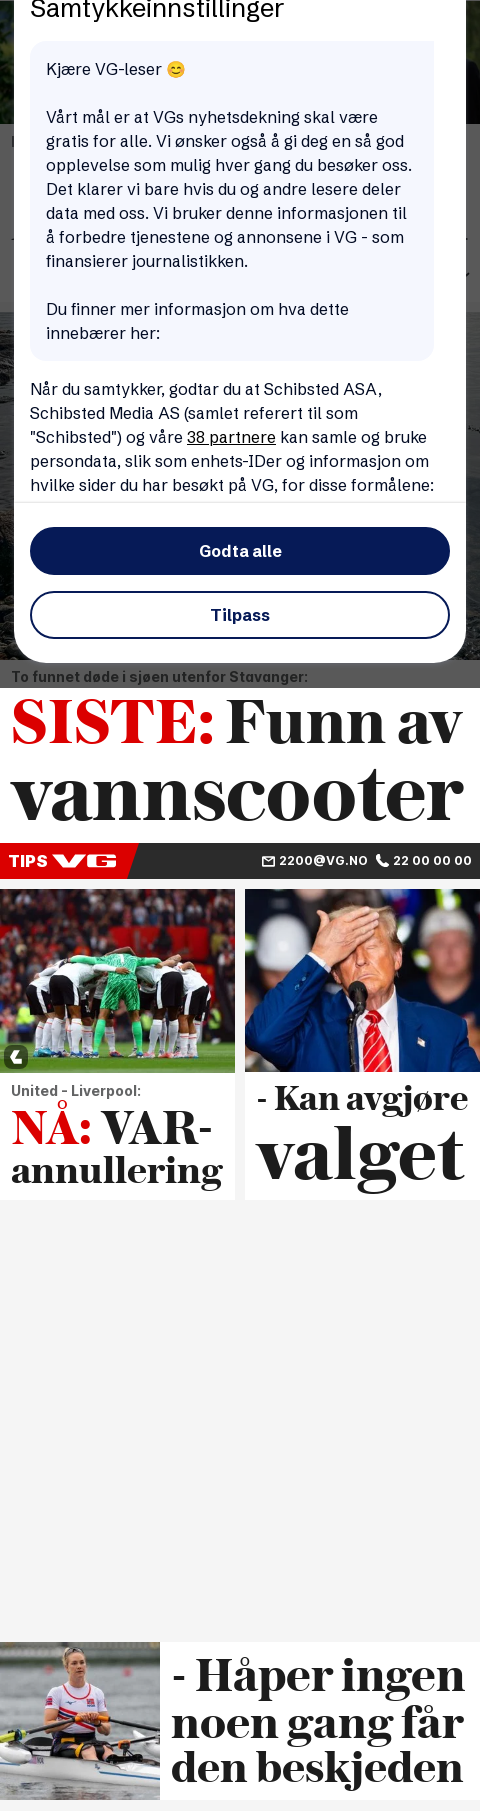 Samtykkeinnstillinger
Kjære VG-leser 😊
Vårt mål er at VGs nyhetsdekning skal være
gratis for alle. Vi ønsker også å gi deg en så god
opplevelse som mulig hver gang du besøker oss.
Det klarer vi bare hvis du og andre lesere deler
data med oss. Vi bruker denne informasjonen til
å forbedre tjenestene og annonsene i VG - som
finansierer journalistikken.
Du finner mer informasjon om hva dette
innebærer her:
Når du samtykker, godtar du at Schibsted ASA,
Schibsted Media AS (samlet referert til som
"Schibsted") og våre 38 partnere kan samle og bruke
persondata, slik som enhets-IDer og informasjon om
hvilke sider du har besøkt på VG, for disse formålene:
Godta alle
Tilpass
To funnet døde i sjøen utenfor Stavanger:
SISTE: Funn av
vannscooter
TIPS VG 2200@VG.NO 22 00 00 00
United - Liverpool:
NÅ: VAR-
annullering
- Kan avgjøre
valget
- Håper ingen
noen gang får
den beskjeden